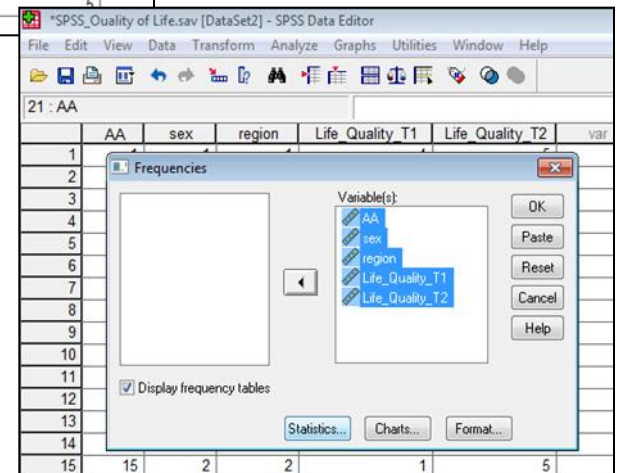 *SPSS_Ouality of Life.sav [DataSet2] - SPSS Data Editor
File Edit View Data Transform Analyze Graphs Utilities Window Help
21 : AA
AA sex region Life_Quality_T1 Life_Quality_T2 var
1
2
3
4
5
6
7
8
9
10
11
12
13
14
15 15 2 2 1 5
Frequencies
Variable(s):
AA
sex
region
Life_Quality_T1
Life_Quality_T2
OK
Paste
Reset
Cancel
Help
Display frequency tables
Statistics... Charts... Format...